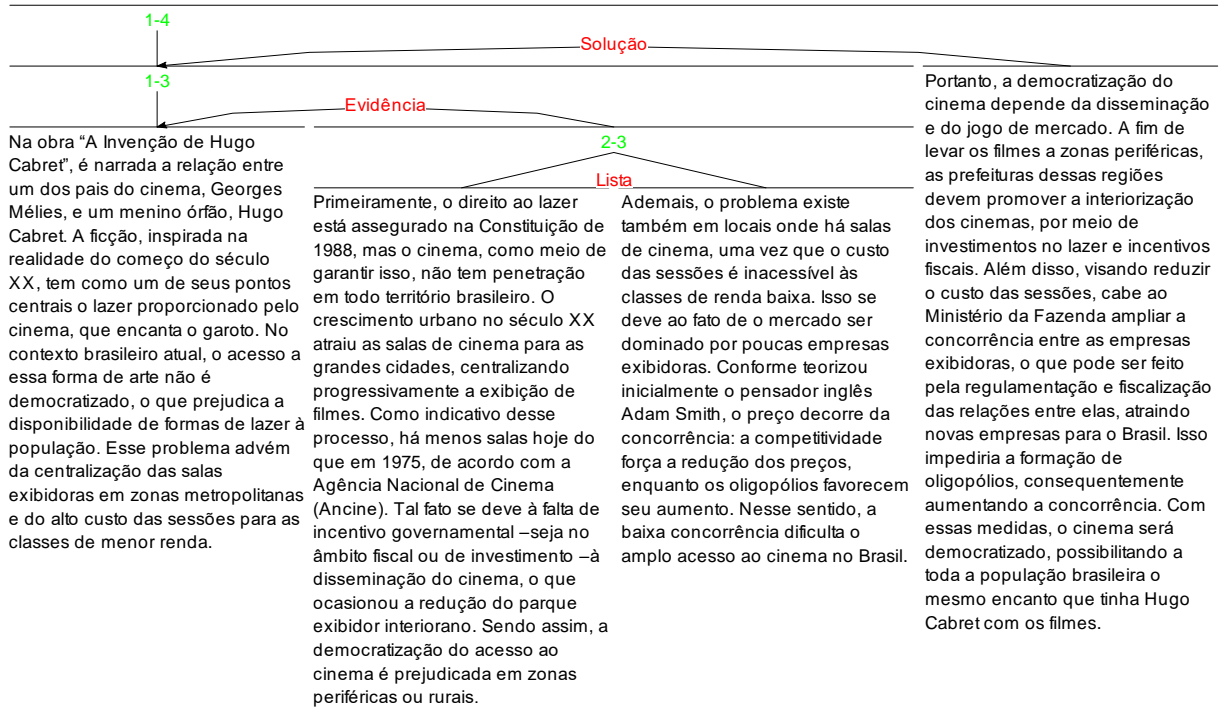 1-4
Solução
1-3
Evidência
Na obra “A Invenção de Hugo
Cabret”, é narrada a relação entre
um dos pais do cinema, Georges
Mélies, e um menino órfão, Hugo
Cabret. A ficção, inspirada na
realidade do começo do século
XX, tem como um de seus pontos
centrais o lazer proporcionado pelo
cinema, que encanta o garoto. No
contexto brasileiro atual, o acesso a
essa forma de arte não é
democratizado, o que prejudica a
disponibilidade de formas de lazer à
população. Esse problema advém
da centralização das salas
exibidoras em zonas metropolitanas
e do alto custo das sessões para as
classes de menor renda.
2-3
Lista
Primeiramente, o direito ao lazer
está assegurado na Constituição de
1988, mas o cinema, como meio de
garantir isso, não tem penetração
em todo território brasileiro. O
crescimento urbano no século XX
atraiu as salas de cinema para as
grandes cidades, centralizando
progressivamente a exibição de
filmes. Como indicativo desse
processo, há menos salas hoje do
que em 1975, de acordo com a
Agência Nacional de Cinema
(Ancine). Tal fato se deve à falta de
incentivo governamental –seja no
âmbito fiscal ou de investimento –à
disseminação do cinema, o que
ocasionou a redução do parque
exibidor interiorano. Sendo assim, a
democratização do acesso ao
cinema é prejudicada em zonas
periféricas ou rurais.
Ademais, o problema existe
também em locais onde há salas
de cinema, uma vez que o custo
das sessões é inacessível às
classes de renda baixa. Isso se
deve ao fato de o mercado ser
dominado por poucas empresas
exibidoras. Conforme teorizou
inicialmente o pensador inglês
Adam Smith, o preço decorre da
concorrência: a competitividade
força a redução dos preços,
enquanto os oligopólios favorecem
seu aumento. Nesse sentido, a
baixa concorrência dificulta o
amplo acesso ao cinema no Brasil.
Portanto, a democratização do
cinema depende da disseminação
e do jogo de mercado. A fim de
levar os filmes a zonas periféricas,
as prefeituras dessas regiões
devem promover a interiorização
dos cinemas, por meio de
investimentos no lazer e incentivos
fiscais. Além disso, visando reduzir
o custo das sessões, cabe ao
Ministério da Fazenda ampliar a
concorrência entre as empresas
exibidoras, o que pode ser feito
pela regulamentação e fiscalização
das relações entre elas, atraindo
novas empresas para o Brasil. Isso
impediria a formação de
oligopólios, consequentemente
aumentando a concorrência. Com
essas medidas, o cinema será
democratizado, possibilitando a
toda a população brasileira o
mesmo encanto que tinha Hugo
Cabret com os filmes.